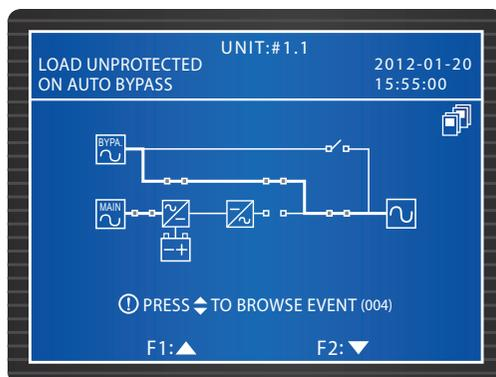 UNIT:#1.1
LOAD UNPROTECTED
ON AUTO BYPASS
2012-01-20
15:55:00
BYPA.
MAIN
PRESS TO BROWSE EVENT (004)
F1: F2: